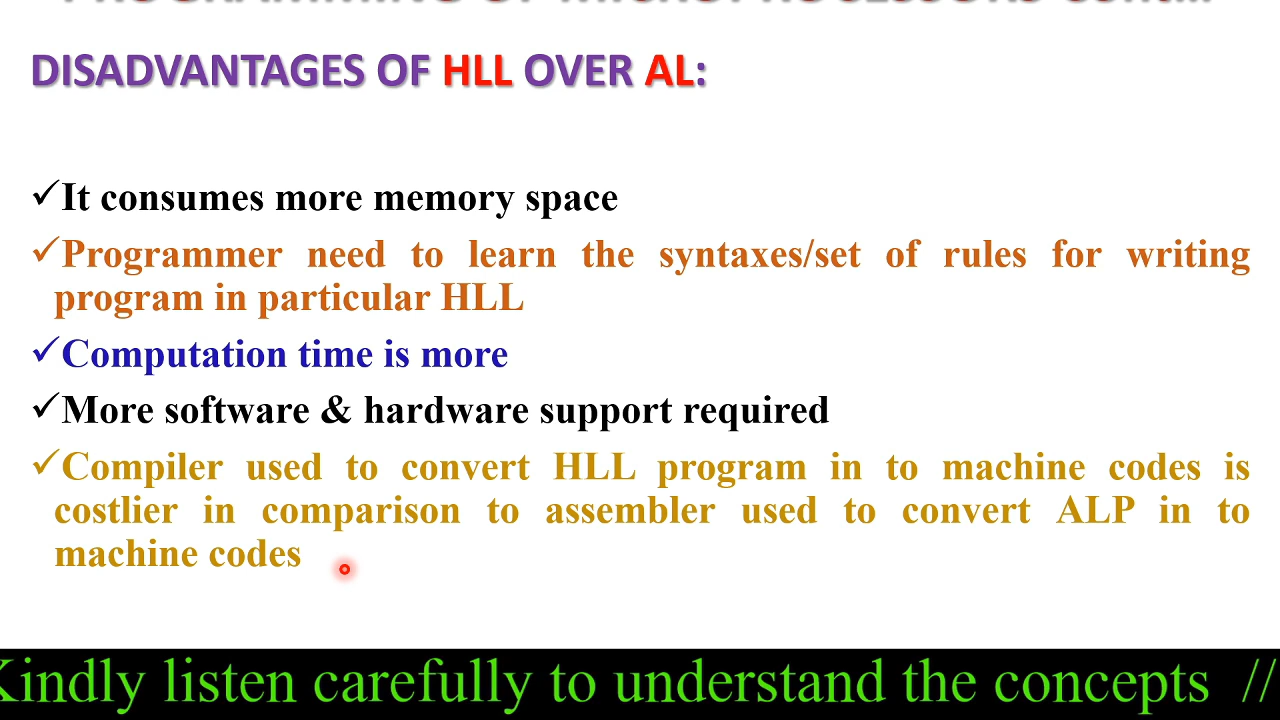 DISADVANTAGES OF HLL OVER AL:
✓It consumes more memory space
✓Programmer need to learn the syntaxes/set of rules for writing
program in particular HLL
✓Computation time is more
✓More software & hardware support required
✓Compiler used to convert HLL program in to machine codes is
costlier in comparison to assembler used to convert ALP in to
machine codes
Kindly listen carefully to understand the concepts //